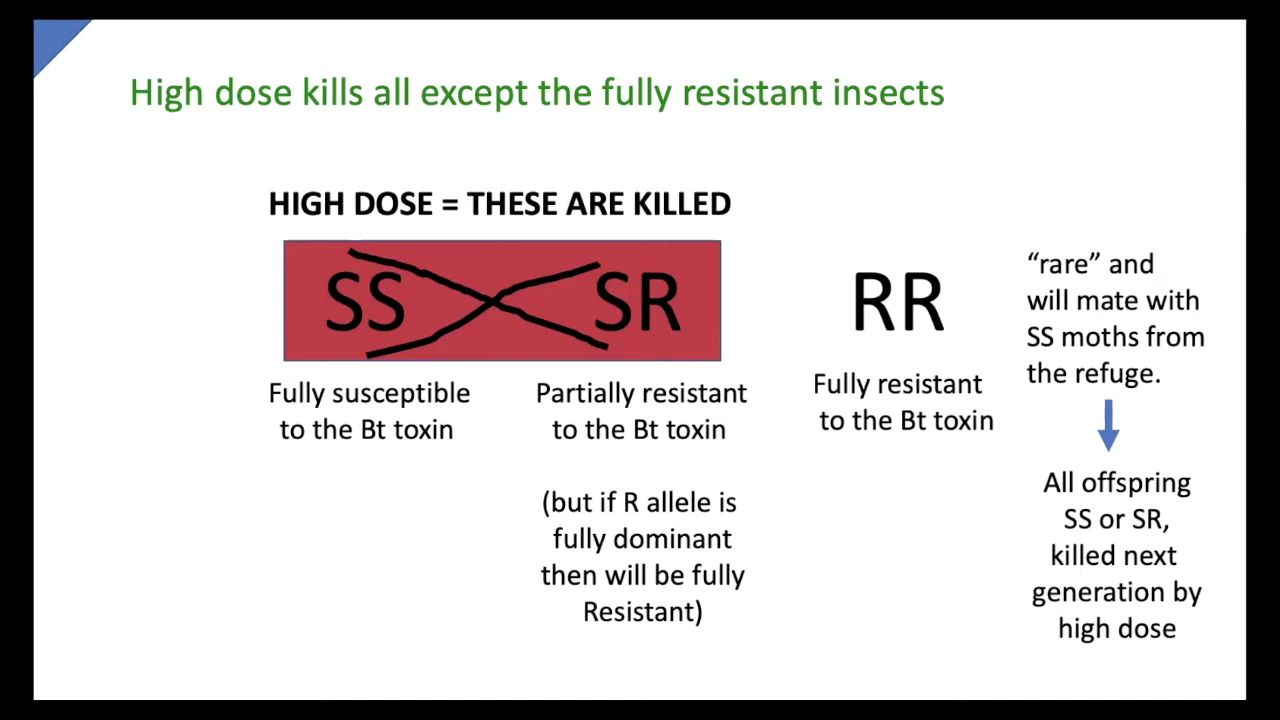 High dose kills all except the fully resistant insects
HIGH DOSE = THESE ARE KILLED
SS
SR
RR
Fully susceptible
to the Bt toxin
Partially resistant
to the Bt toxin
(but if R allele is
fully dominant
then will be fully
Resistant)
Fully resistant
to the Bt toxin
“rare” and
will mate with
SS moths from
the refuge.
All offspring
SS or SR,
killed next
generation by
high dose